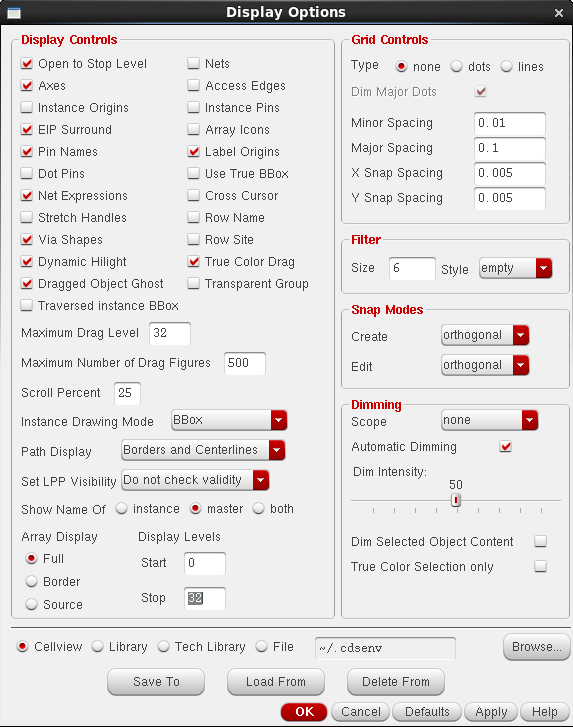 Display Options
Display Controls
Open to Stop Level
Nets
Axes
Access Edges
Instance Origins
Instance Pins
EIP Surround
Array Icons
Pin Names
Label Origins
Dot Pins
Use True BBox
Net Expressions
Cross Cursor
Stretch Handles
Row Name
Via Shapes
Row Site
Dynamic Hilight
True Color Drag
Dragged Object Ghost
Transparent Group
Traversed instance BBox
Maximum Drag Level 32
Maximum Number of Drag Figures 500
Scroll Percent 25
Instance Drawing Mode BBox
Path Display Borders and Centerlines
Set LPP Visibility Do not check validity
Show Name Of instance master both
Array Display
Full
Border
Source
Display Levels
Start 0
Stop 32
Grid Controls
Type none dots lines
Dim Major Dots
Minor Spacing 0.01
Major Spacing 0.1
X Snap Spacing 0.005
Y Snap Spacing 0.005
Filter
Size 6 Style empty
Snap Modes
Create orthogonal
Edit orthogonal
Dimming
Scope none
Automatic Dimming
Dim Intensity:
50
Dim Selected Object Content
True Color Selection only
Cellview Library Tech Library File ~/.cdsenv Browse...
Save To Load From Delete From
OK Cancel Defaults Apply Help